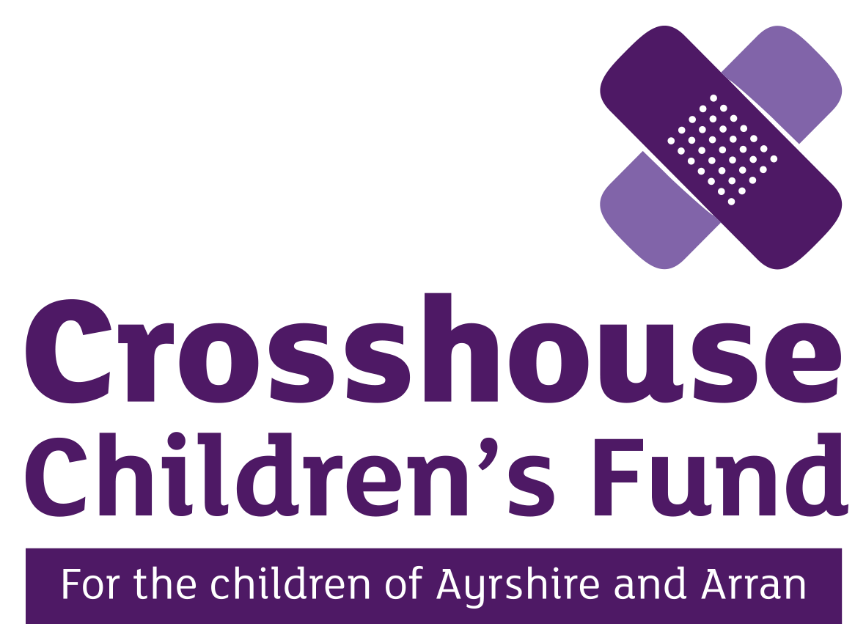 Crosshouse
Children’s Fund
For the children of Ayrshire and Arran